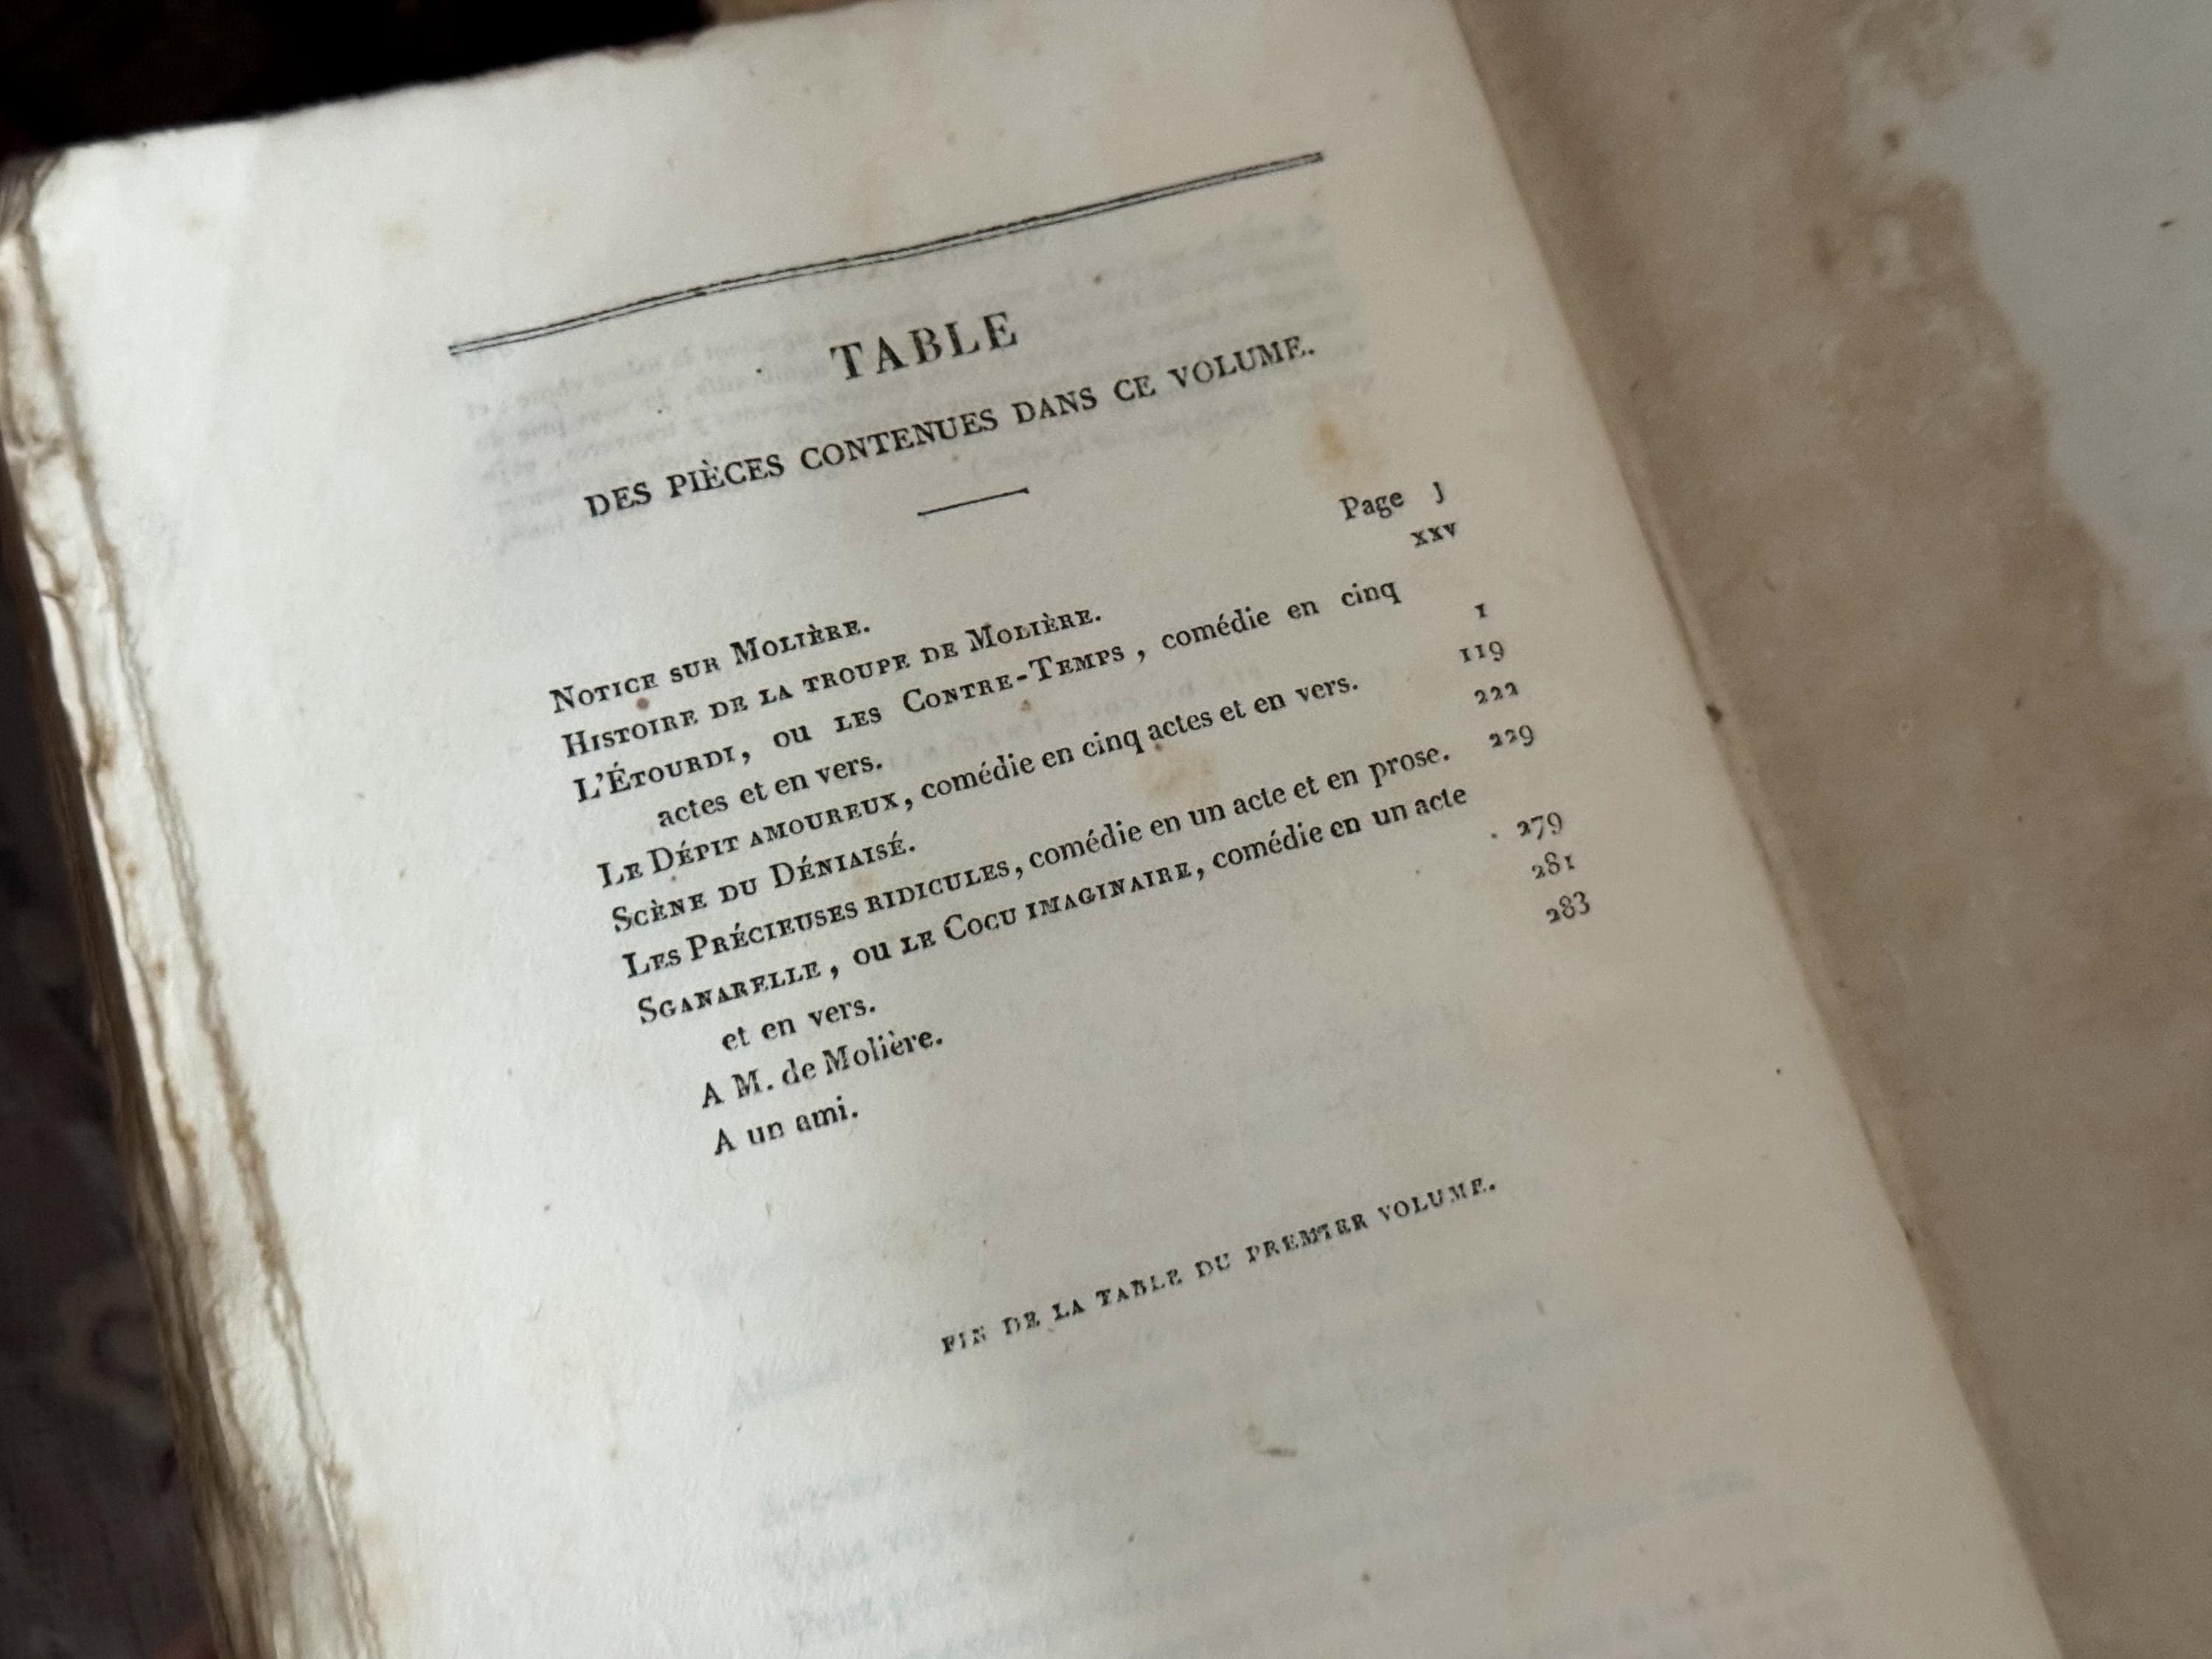 TABLE
DES PIÈCES CONTENUES DANS CE VOLUME.
NOTICE SUR MOLIÈRE. Page j
HISTOIRE DE LA TROUPE DE MOLIÈRE. xxv
L'ÉTOURDI, ou LES CONTRE-TEMPS, comédie en cinq
actes et en vers. 1
LE DÉPIT AMOUREUX, comédie en cinq actes et en vers. 119
SCÈNE DU DÉNIAISÉ. 222
LES PRÉCIEUSES RIDICULES, comédie en un acte et en prose. 229
SGANARELLE, ou LE COCU IMAGINAIRE, comédie en un acte
et en vers. 279
A M. de Molière. 281
A un ami. 283
FIN DE LA TABLE DU PREMIER VOLUME.